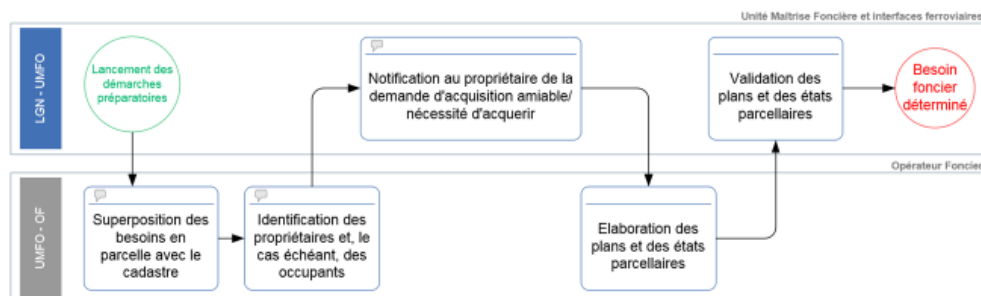 Unité Maîtrise Foncière et interfaces ferroviaires
LGN - UMFO
Lancement des
démarches
préparatoires
Notification au propriétaire de la
demande d'acquisition amiable/
nécessité d'acquerir
Validation des
plans et des états
parcellaires
Besoin
foncier
déterminé
Opérateur Foncier
UMFO - OF
Superposition des
besoins en
parcelle avec le
cadastre
Identification des
propriétaires et, le
cas échéant, des
occupants
Elaboration des
plans et des états
parcellaires